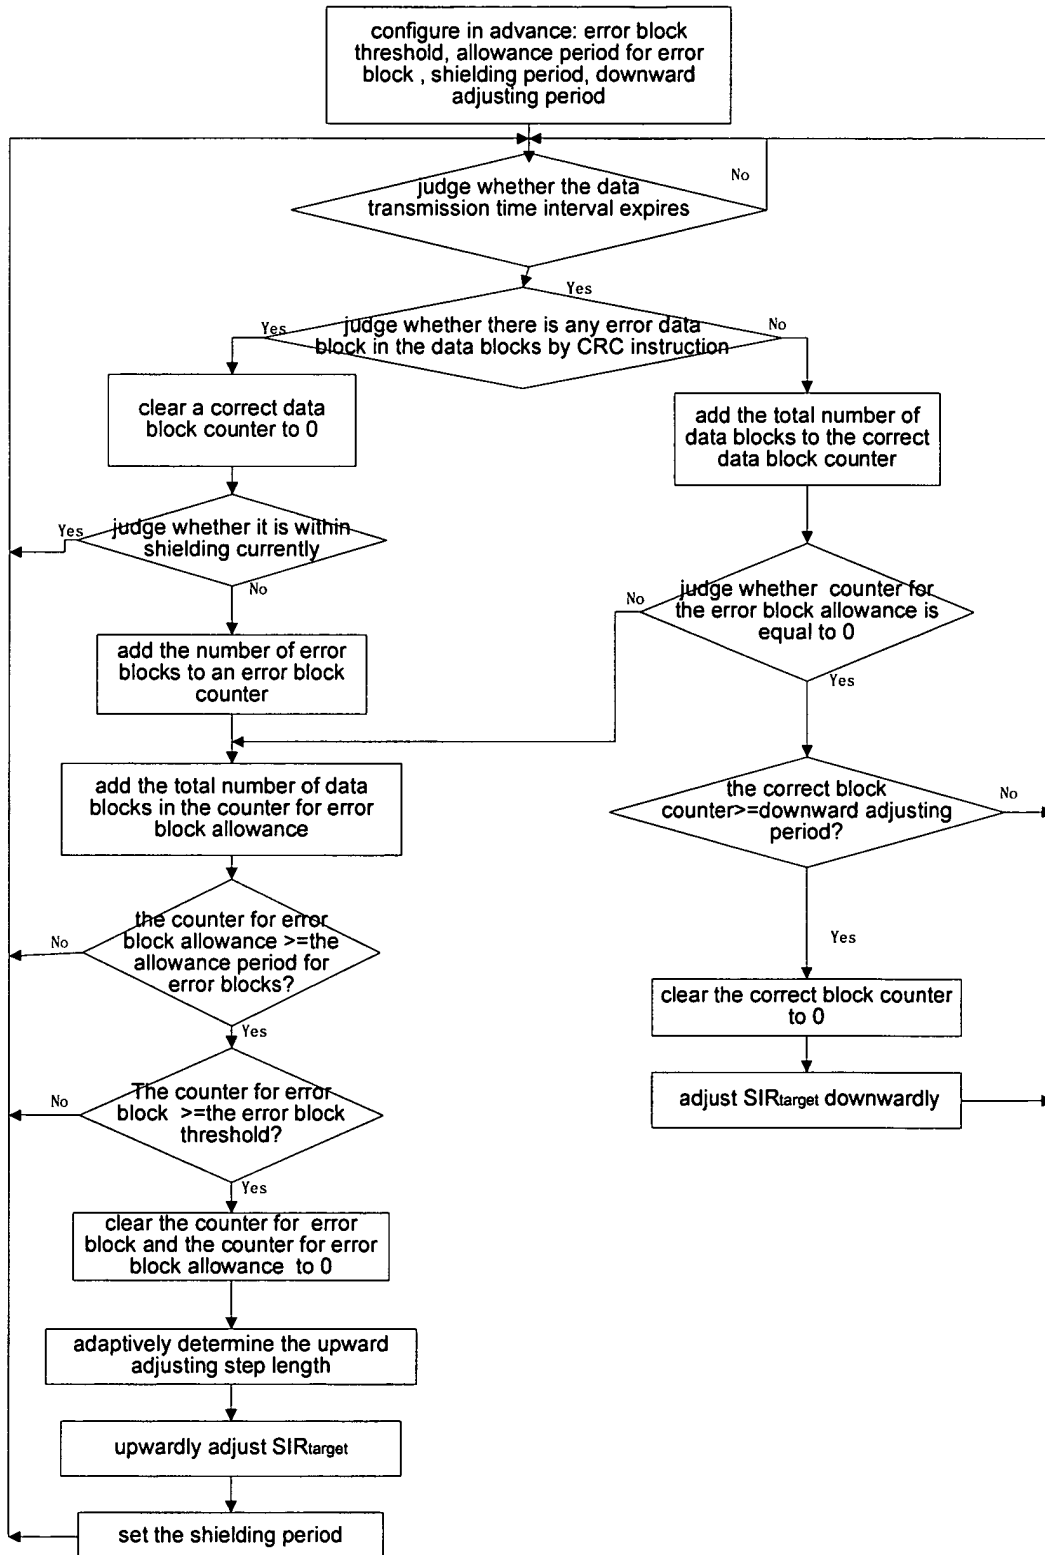 configure in advance: error block
threshold, allowance period for error
block , shielding period, downward
adjusting period
No
judge whether the data
transmission time interval expires
Yes
Yes
judge whether there is any error data
block in the data blocks by CRC instruction
No
clear a correct data
block counter to 0
add the total number of
data blocks to the correct
data block counter
Yes
judge whether it is within
shielding currently
No
No
judge whether counter for
the error block allowance is
equal to 0
Yes
add the number of error
blocks to an error block
counter
add the total number of data
blocks in the counter for error
block allowance
the correct block
counter>=downward adjusting
period?
No
Yes
No
the counter for error
block allowance >=the
allowance period for
error blocks?
Yes
clear the correct block counter
to 0
adjust SIRtarget downwardly
No
The counter for error
block >=the error block
threshold?
Yes
clear the counter for error
block and the counter for error
block allowance to 0
adaptively determine the upward
adjusting step length
upwardly adjust SIRtarget
set the shielding period